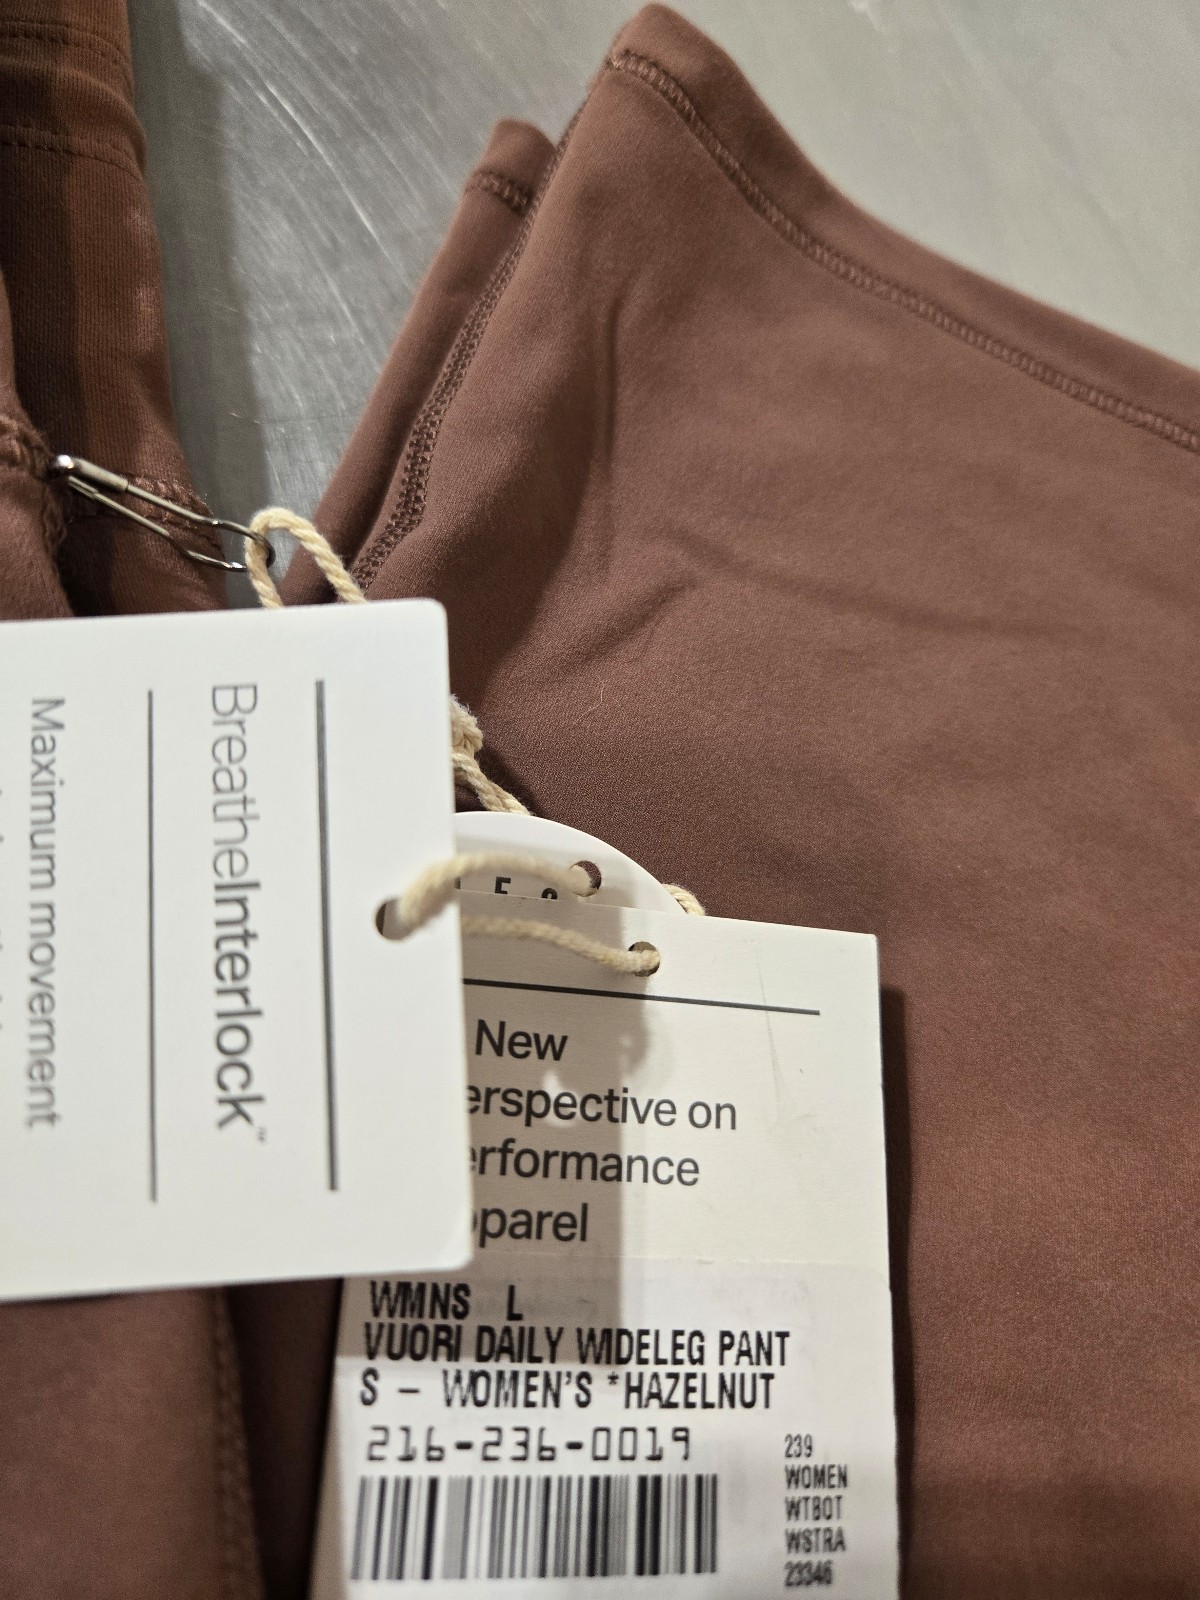 BreatheInterlock™
Maximum movement
New
erspective on
erformance
parel
WMNS L
VUORI DAILY WIDELEG PANT
S – WOMEN'S *HAZELNUT
216-236-0019
239
WOMEN
WTBOT
WSTRA
23346